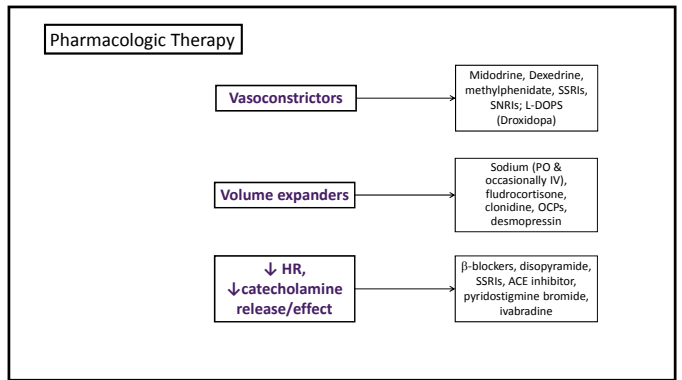 Pharmacologic Therapy
Vasoconstrictors
Midodrine, Dexedrine,
methylphenidate, SSRIs,
SNRIs; L-DOPS
(Droxidopa)
Volume expanders
Sodium (PO &
occasionally IV),
fludrocortisone,
clonidine, OCPs,
desmopressin
↓ HR,
↓catecholamine
release/effect
β-blockers, disopyramide,
SSRIs, ACE inhibitor,
pyridostigmine bromide,
ivabradine